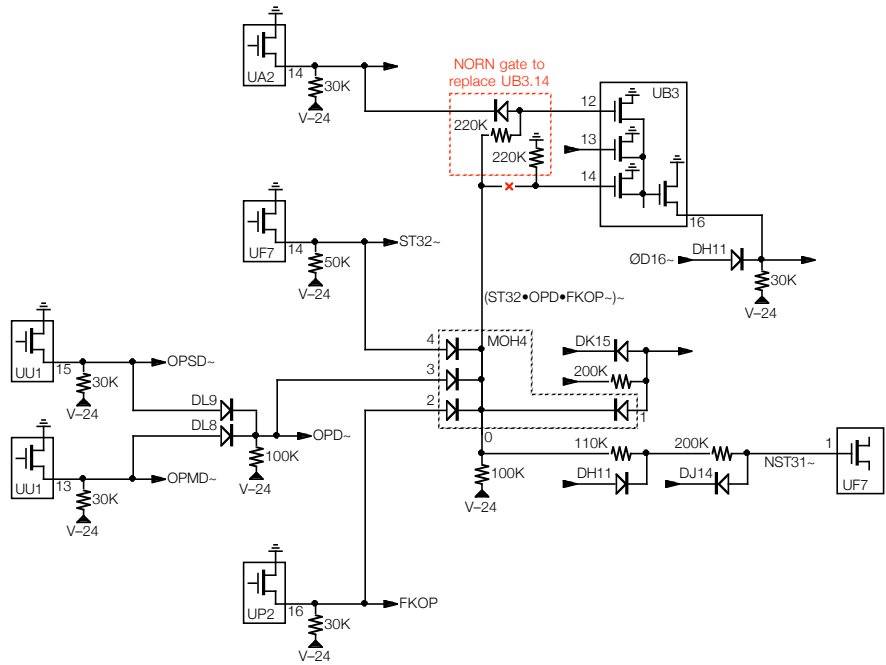 UA2
14
30K
V–24
NORN gate to
replace UB3.14
220K
220K
12
13
14
UB3
16
ØD16~
DH11
30K
V–24
UF7
14
ST32~
50K
V–24
(ST32•OPD•FKOP~)~
UU1
15
OPSD~
30K
V–24
DL9
DL8
OPD~
100K
V–24
UU1
13
OPMD~
30K
V–24
4
MOH4
3
2
1
0
DK15
200K
110K
200K
DH11
DJ14
100K
V–24
NST31~
1
UF7
UP2
16
FKOP
30K
V–24